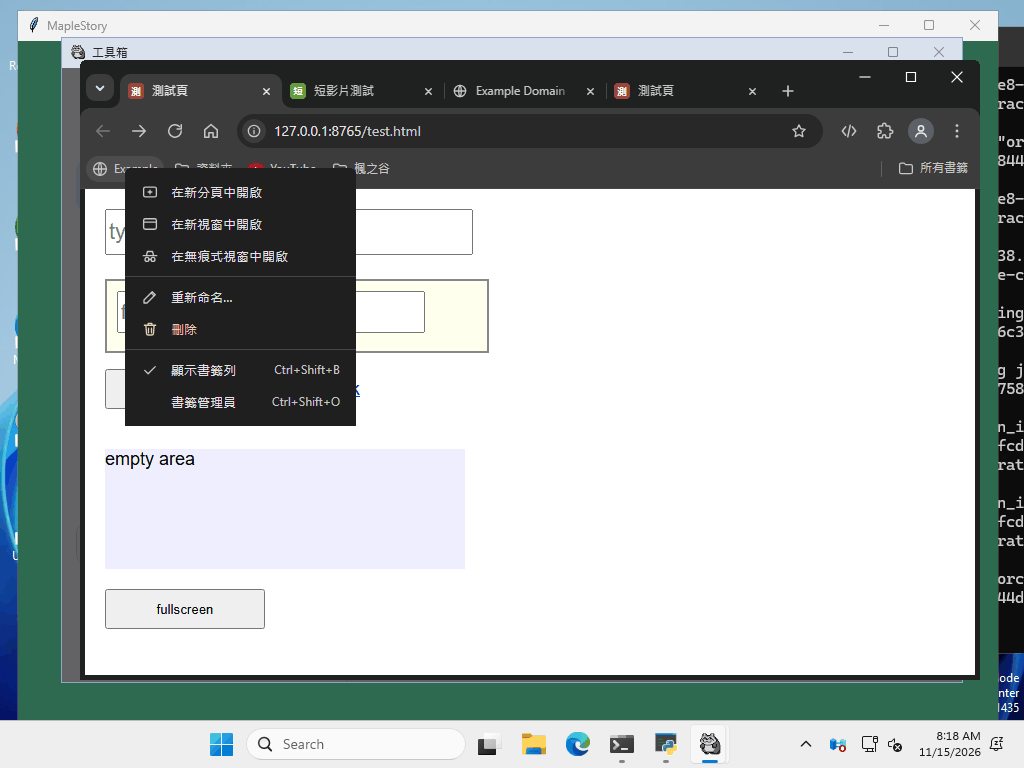 MapleStory
工具箱
測試頁
短影片測試
Example Domain
測試頁
127.0.0.1:8765/test.html
所有書籤
楓之谷
在新分頁中開啟
在新視窗中開啟
在無痕式視窗中開啟
重新命名...
刪除
顯示書籤列 Ctrl+Shift+B
書籤管理員 Ctrl+Shift+O
empty area
fullscreen
Search
8:18 AM
11/15/2026